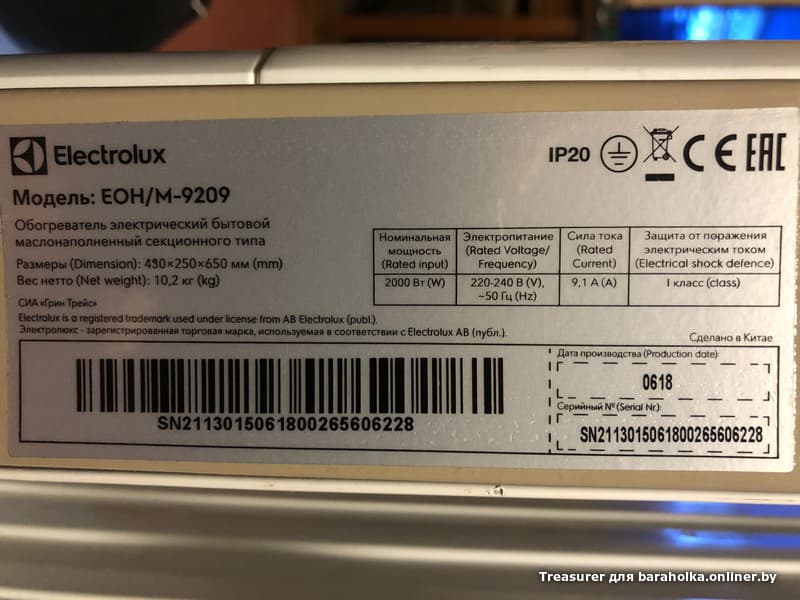 Electrolux
IP20 CE EAC
Модель: EOH/M-9209
Обогреватель электрический бытовой
маслонаполненный секционного типа
Размеры (Dimension): 430×250×650 мм (mm)
Вес нетто (Net weight): 10,2 кг (kg)
Номинальная мощность (Rated input)
Электропитание (Rated Voltage/ Frequency)
Сила тока (Rated Current)
Защита от поражения электрическим током (Electrical shock defence)
2000 Вт (W)
220-240 В (V), ~50 Гц (Hz)
9,1 А (A)
I класс (class)
СИА «Грин Трейс»
Electrolux is a registered trademark used under license from AB Electrolux (publ.).
Электролюкс - зарегистрированная торговая марка, используемая в соответствии с Electrolux AB (публ.).
Сделано в Китае
SN2113015061800265606228
Дата производства (Production date):
0618
Серийный № (Serial Nr.):
SN2113015061800265606228
Treasurer для baraholka.onliner.by